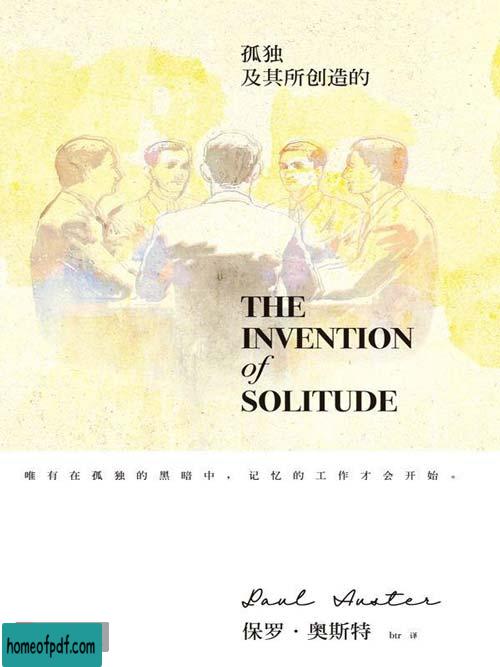 孤独
及其所创造的
THE
INVENTION
of
SOLITUDE
唯有在孤独的黑暗中，记忆的工作才会开始。
Paul Auster
保罗·奥斯特 btr 译
homeofpdf.com